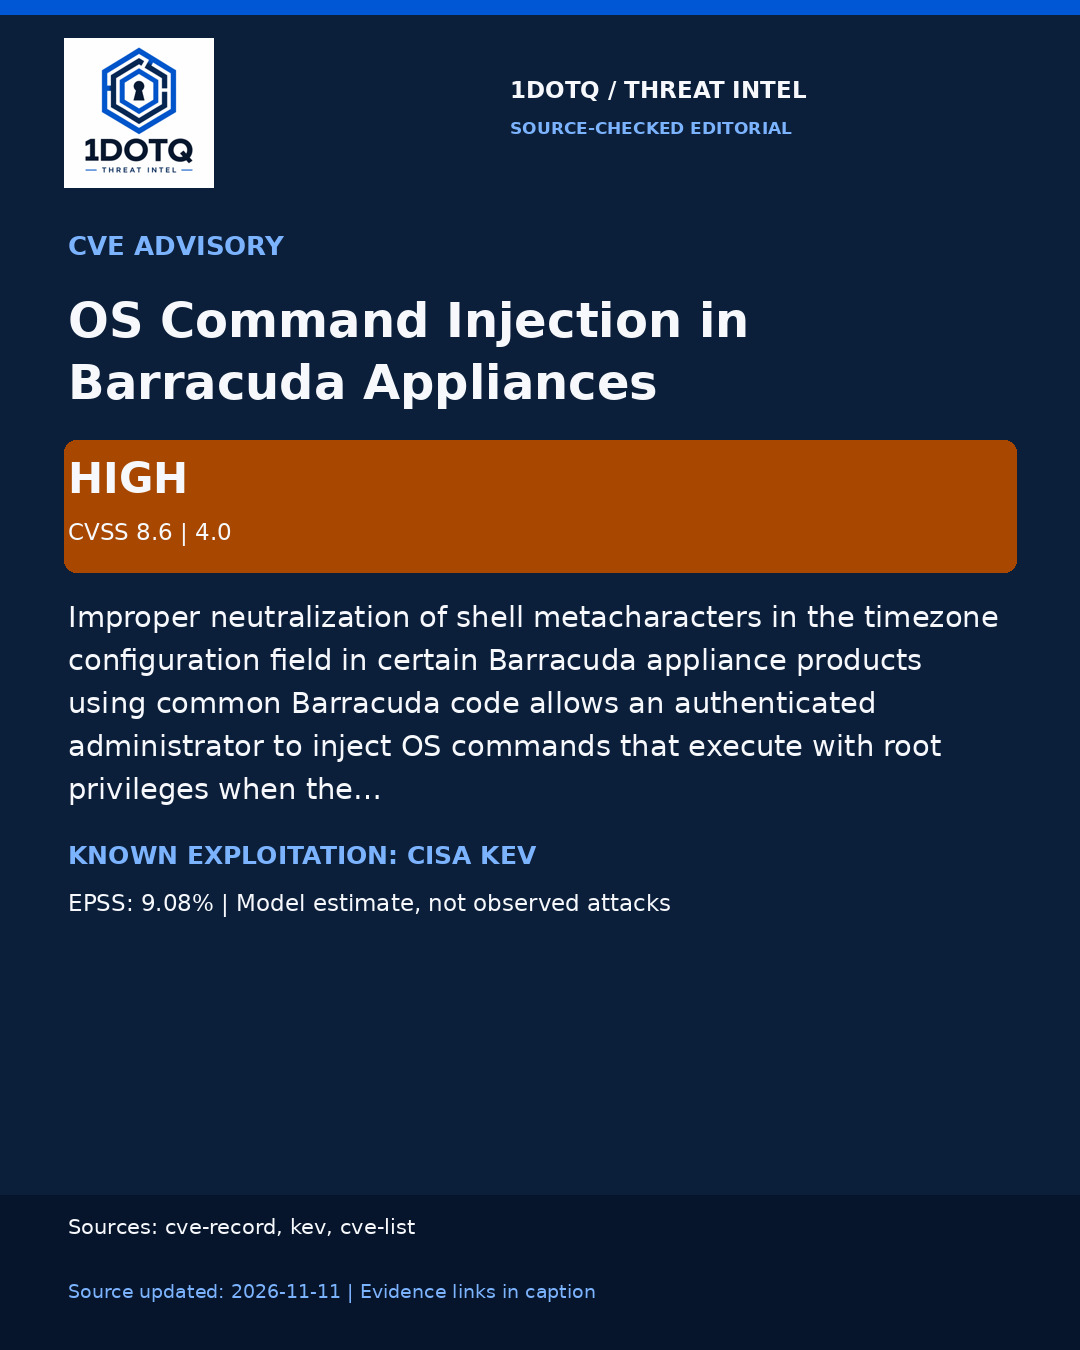 1DOTQ
THREAT INTEL
1DOTQ / THREAT INTEL
SOURCE-CHECKED EDITORIAL
CVE ADVISORY
OS Command Injection in
Barracuda Appliances
HIGH
CVSS 8.6 | 4.0
Improper neutralization of shell metacharacters in the timezone
configuration field in certain Barracuda appliance products
using common Barracuda code allows an authenticated
administrator to inject OS commands that execute with root
privileges when the...
KNOWN EXPLOITATION: CISA KEV
EPSS: 9.08% | Model estimate, not observed attacks
Sources: cve-record, kev, cve-list
Source updated: 2026-11-11 | Evidence links in caption